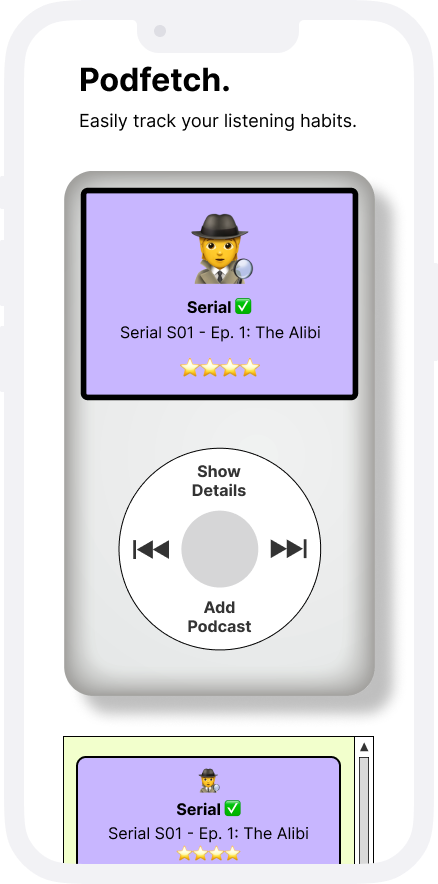 Podfetch.
Easily track your listening habits.
Serial ✅
Serial S01 - Ep. 1: The Alibi
⭐⭐⭐⭐
Show
Details
Add
Podcast
Serial ✅
Serial S01 - Ep. 1: The Alibi
⭐⭐⭐⭐